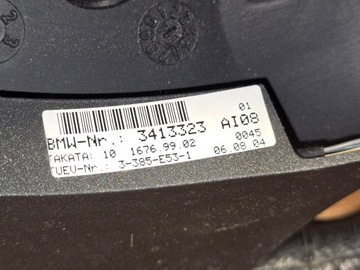 01
BMW-Nr.: 3413323 AI08
TAKATA: 10 1676.99.02 0045
TUEV-Nr.: 3-385-E53-1 06.08.04